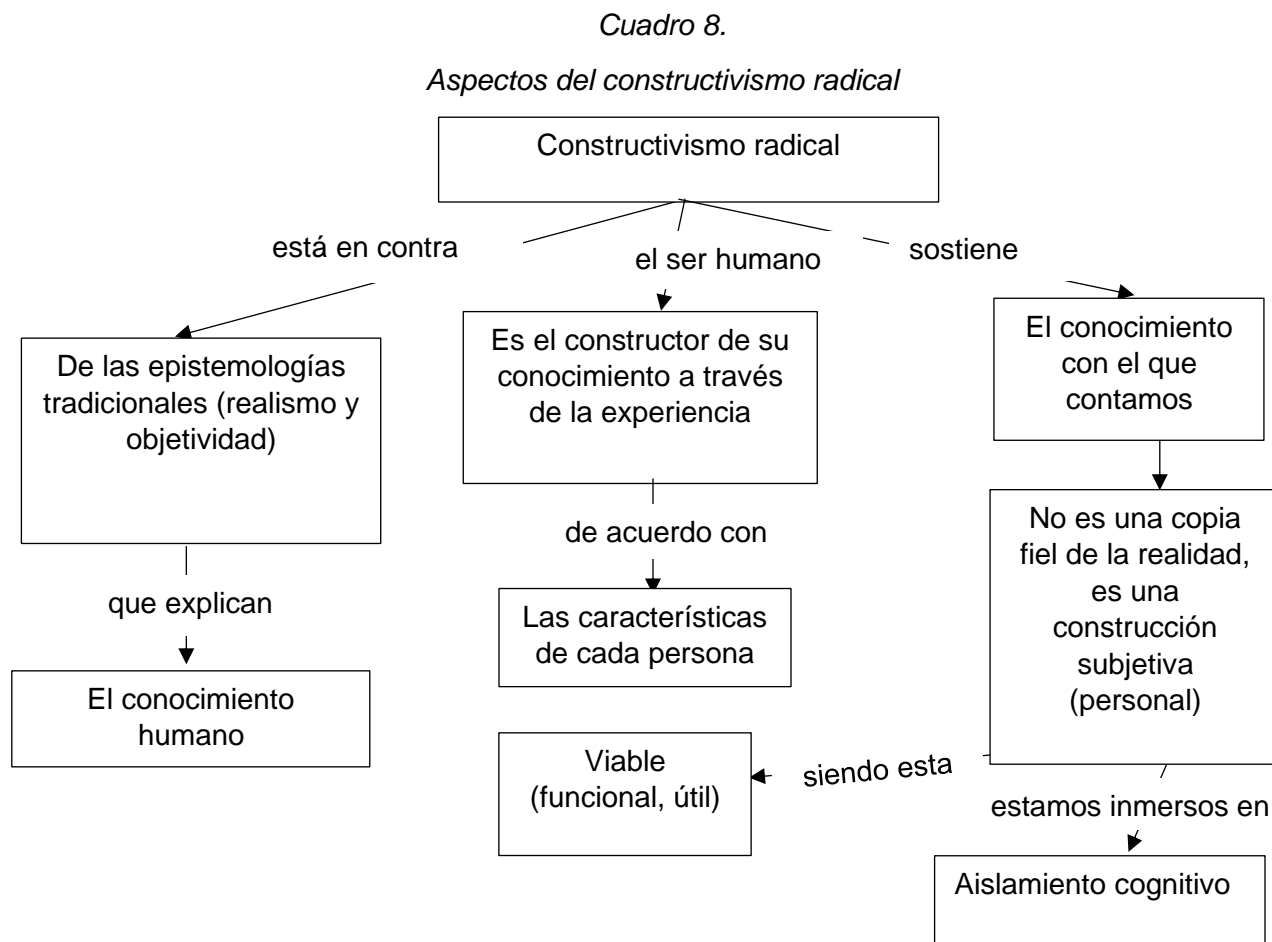 Cuadro 8.
Aspectos del constructivismo radical
Constructivismo radical
está en contra
el ser humano
sostiene
De las epistemologías
tradicionales (realismo y
objetividad)
Es el constructor de su
conocimiento a través
de la experiencia
El conocimiento
con el que
contamos
que explican
de acuerdo con
No es una copia
fiel de la realidad,
es una
construcción
subjetiva
(personal)
El conocimiento
humano
Las características
de cada persona
Viable
(funcional, útil)
siendo esta
estamos inmersos en
Aislamiento cognitivo